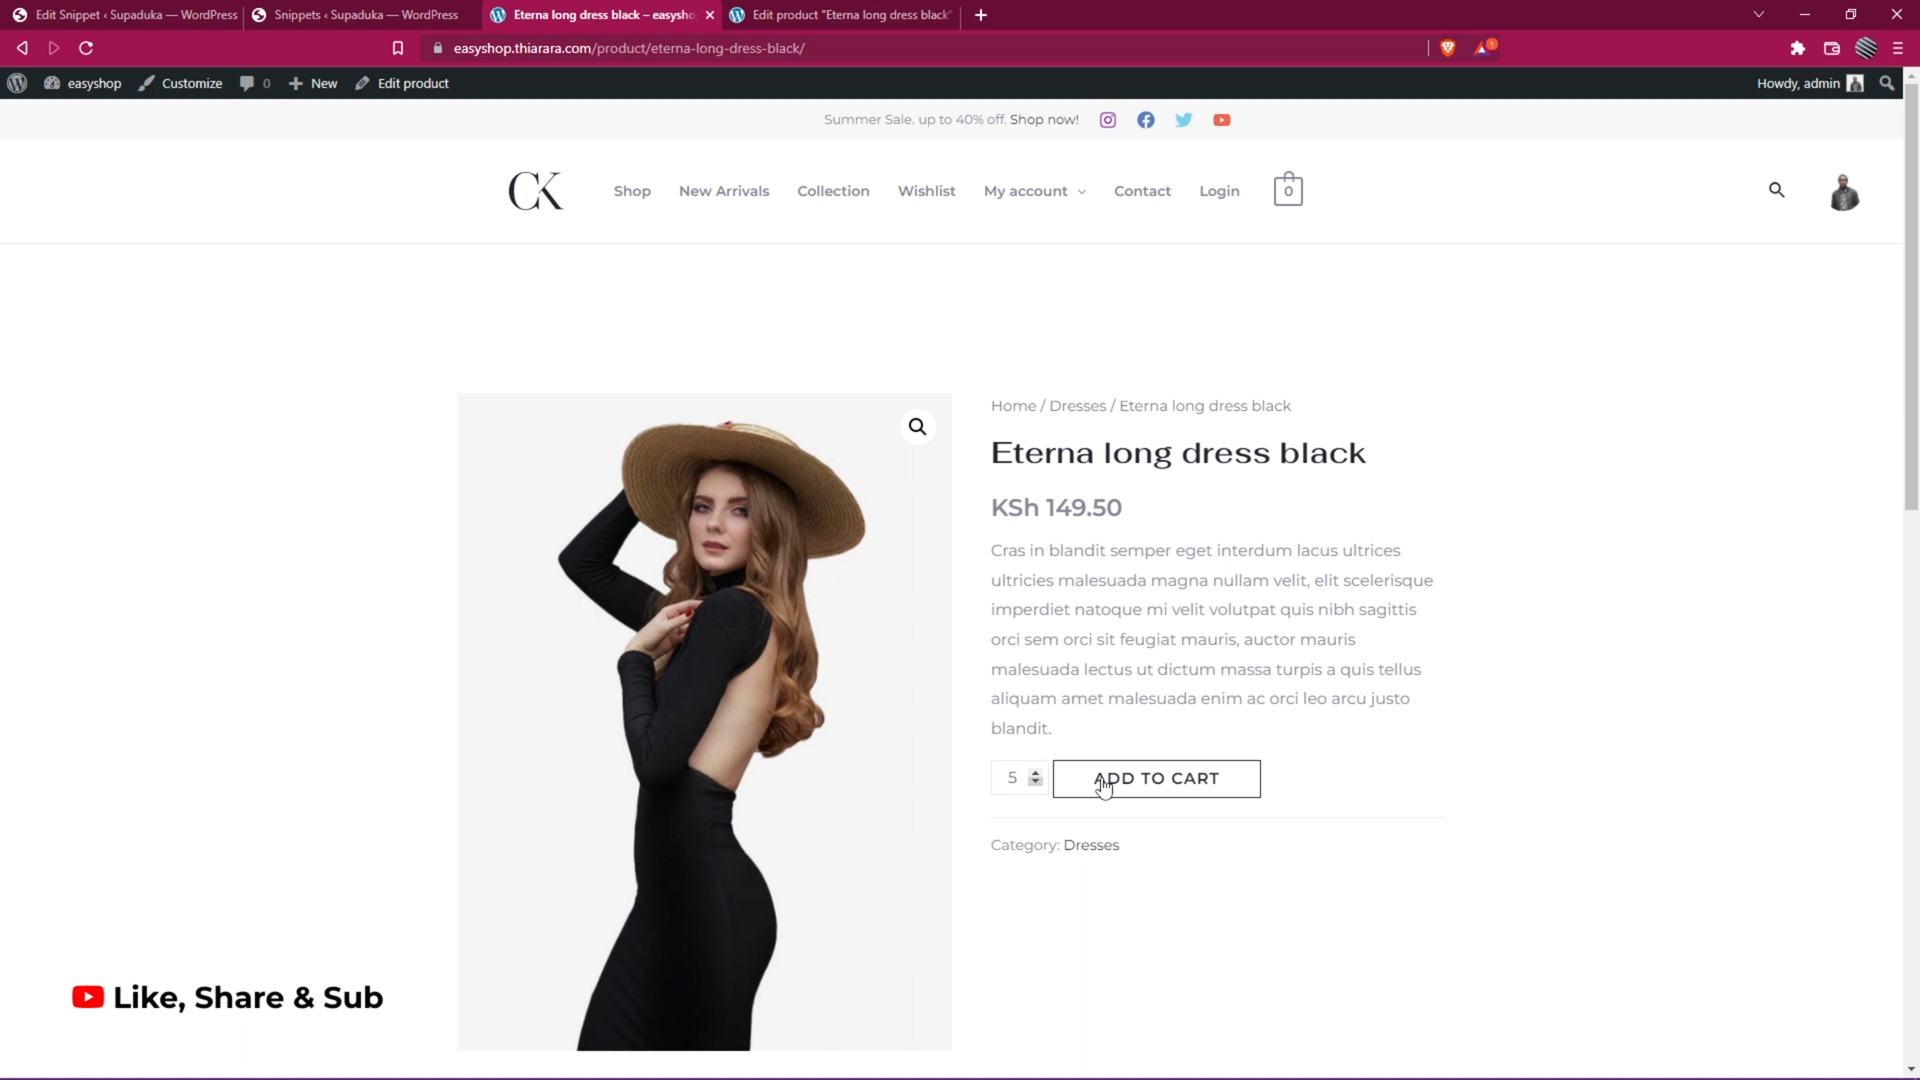 Edit Snippet ‹ Supaduka — WordPress
Snippets ‹ Supaduka — WordPress
Eterna long dress black – easysho
Edit product "Eterna long dress black"
easyshop.thiarara.com/product/eterna-long-dress-black/
1
easyshop
Customize
0
New
Edit product
Howdy, admin
Summer Sale. up to 40% off. Shop now!
CK
Shop
New Arrivals
Collection
Wishlist
My account
Contact
Login
0
Home / Dresses / Eterna long dress black
Eterna long dress black
KSh 149.50
Cras in blandit semper eget interdum lacus ultrices
ultricies malesuada magna nullam velit, elit scelerisque
imperdiet natoque mi velit volutpat quis nibh sagittis
orci sem orci sit feugiat mauris, auctor mauris
malesuada lectus ut dictum massa turpis a quis tellus
aliquam amet malesuada enim ac orci leo arcu justo
blandit.
5
ADD TO CART
Category: Dresses
Like, Share & Sub